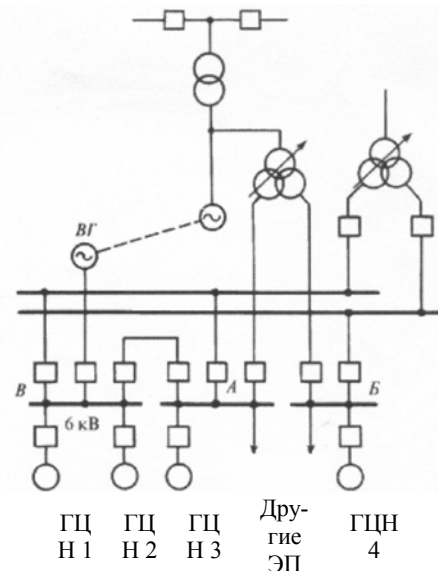 ВГ
В
А
Б
6 кВ
ГЦ ГЦ ГЦ Дру- ГЦН
Н 1 Н 2 Н 3 гие 4
ЭП